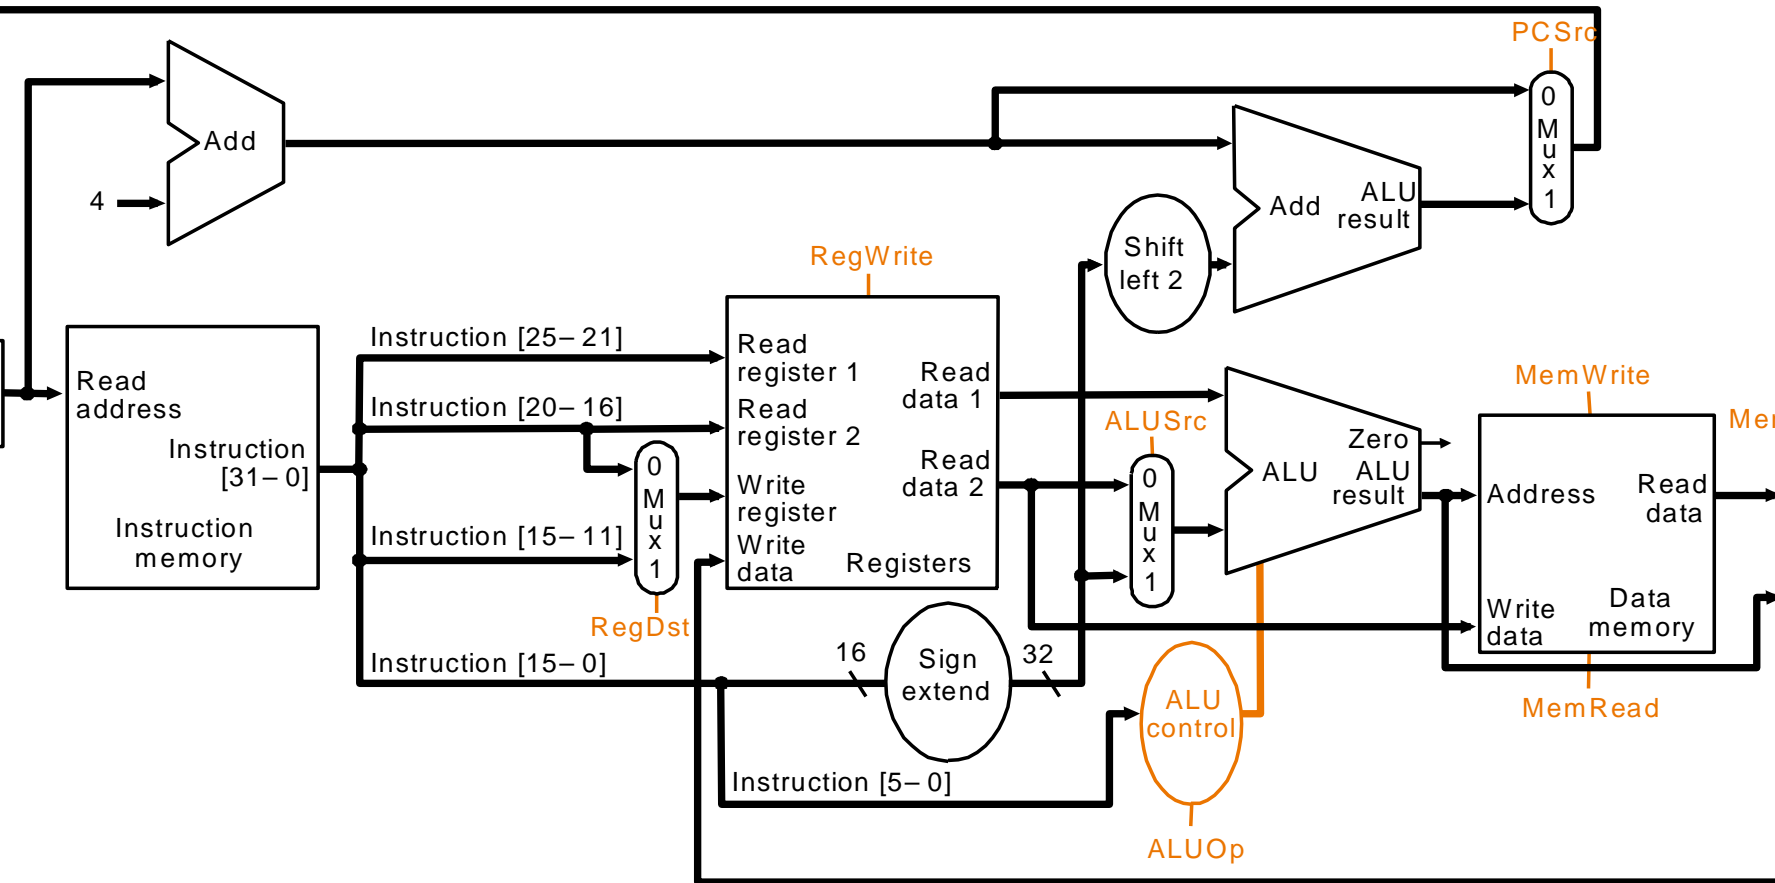 PCSrc
0
M
u
x
1
Add
4
Add
ALU
result
Shift
left 2
RegWrite
Instruction [25–21]
Read
register 1
Read
data 1
Read
address
Instruction [20–16]
Read
register 2
MemWrite
ALUSrc
Mem
Instruction
[31–0]
0
M
u
x
1
Read
data 2
0
M
u
x
1
Zero
ALU
ALU
result
Address
Read
data
Write
register
Instruction
memory
Instruction [15–11]
Write
data
Registers
RegDst
Write
data
Data
memory
Instruction [15–0]
16
Sign
extend
32
ALU
control
MemRead
Instruction [5–0]
ALUOp